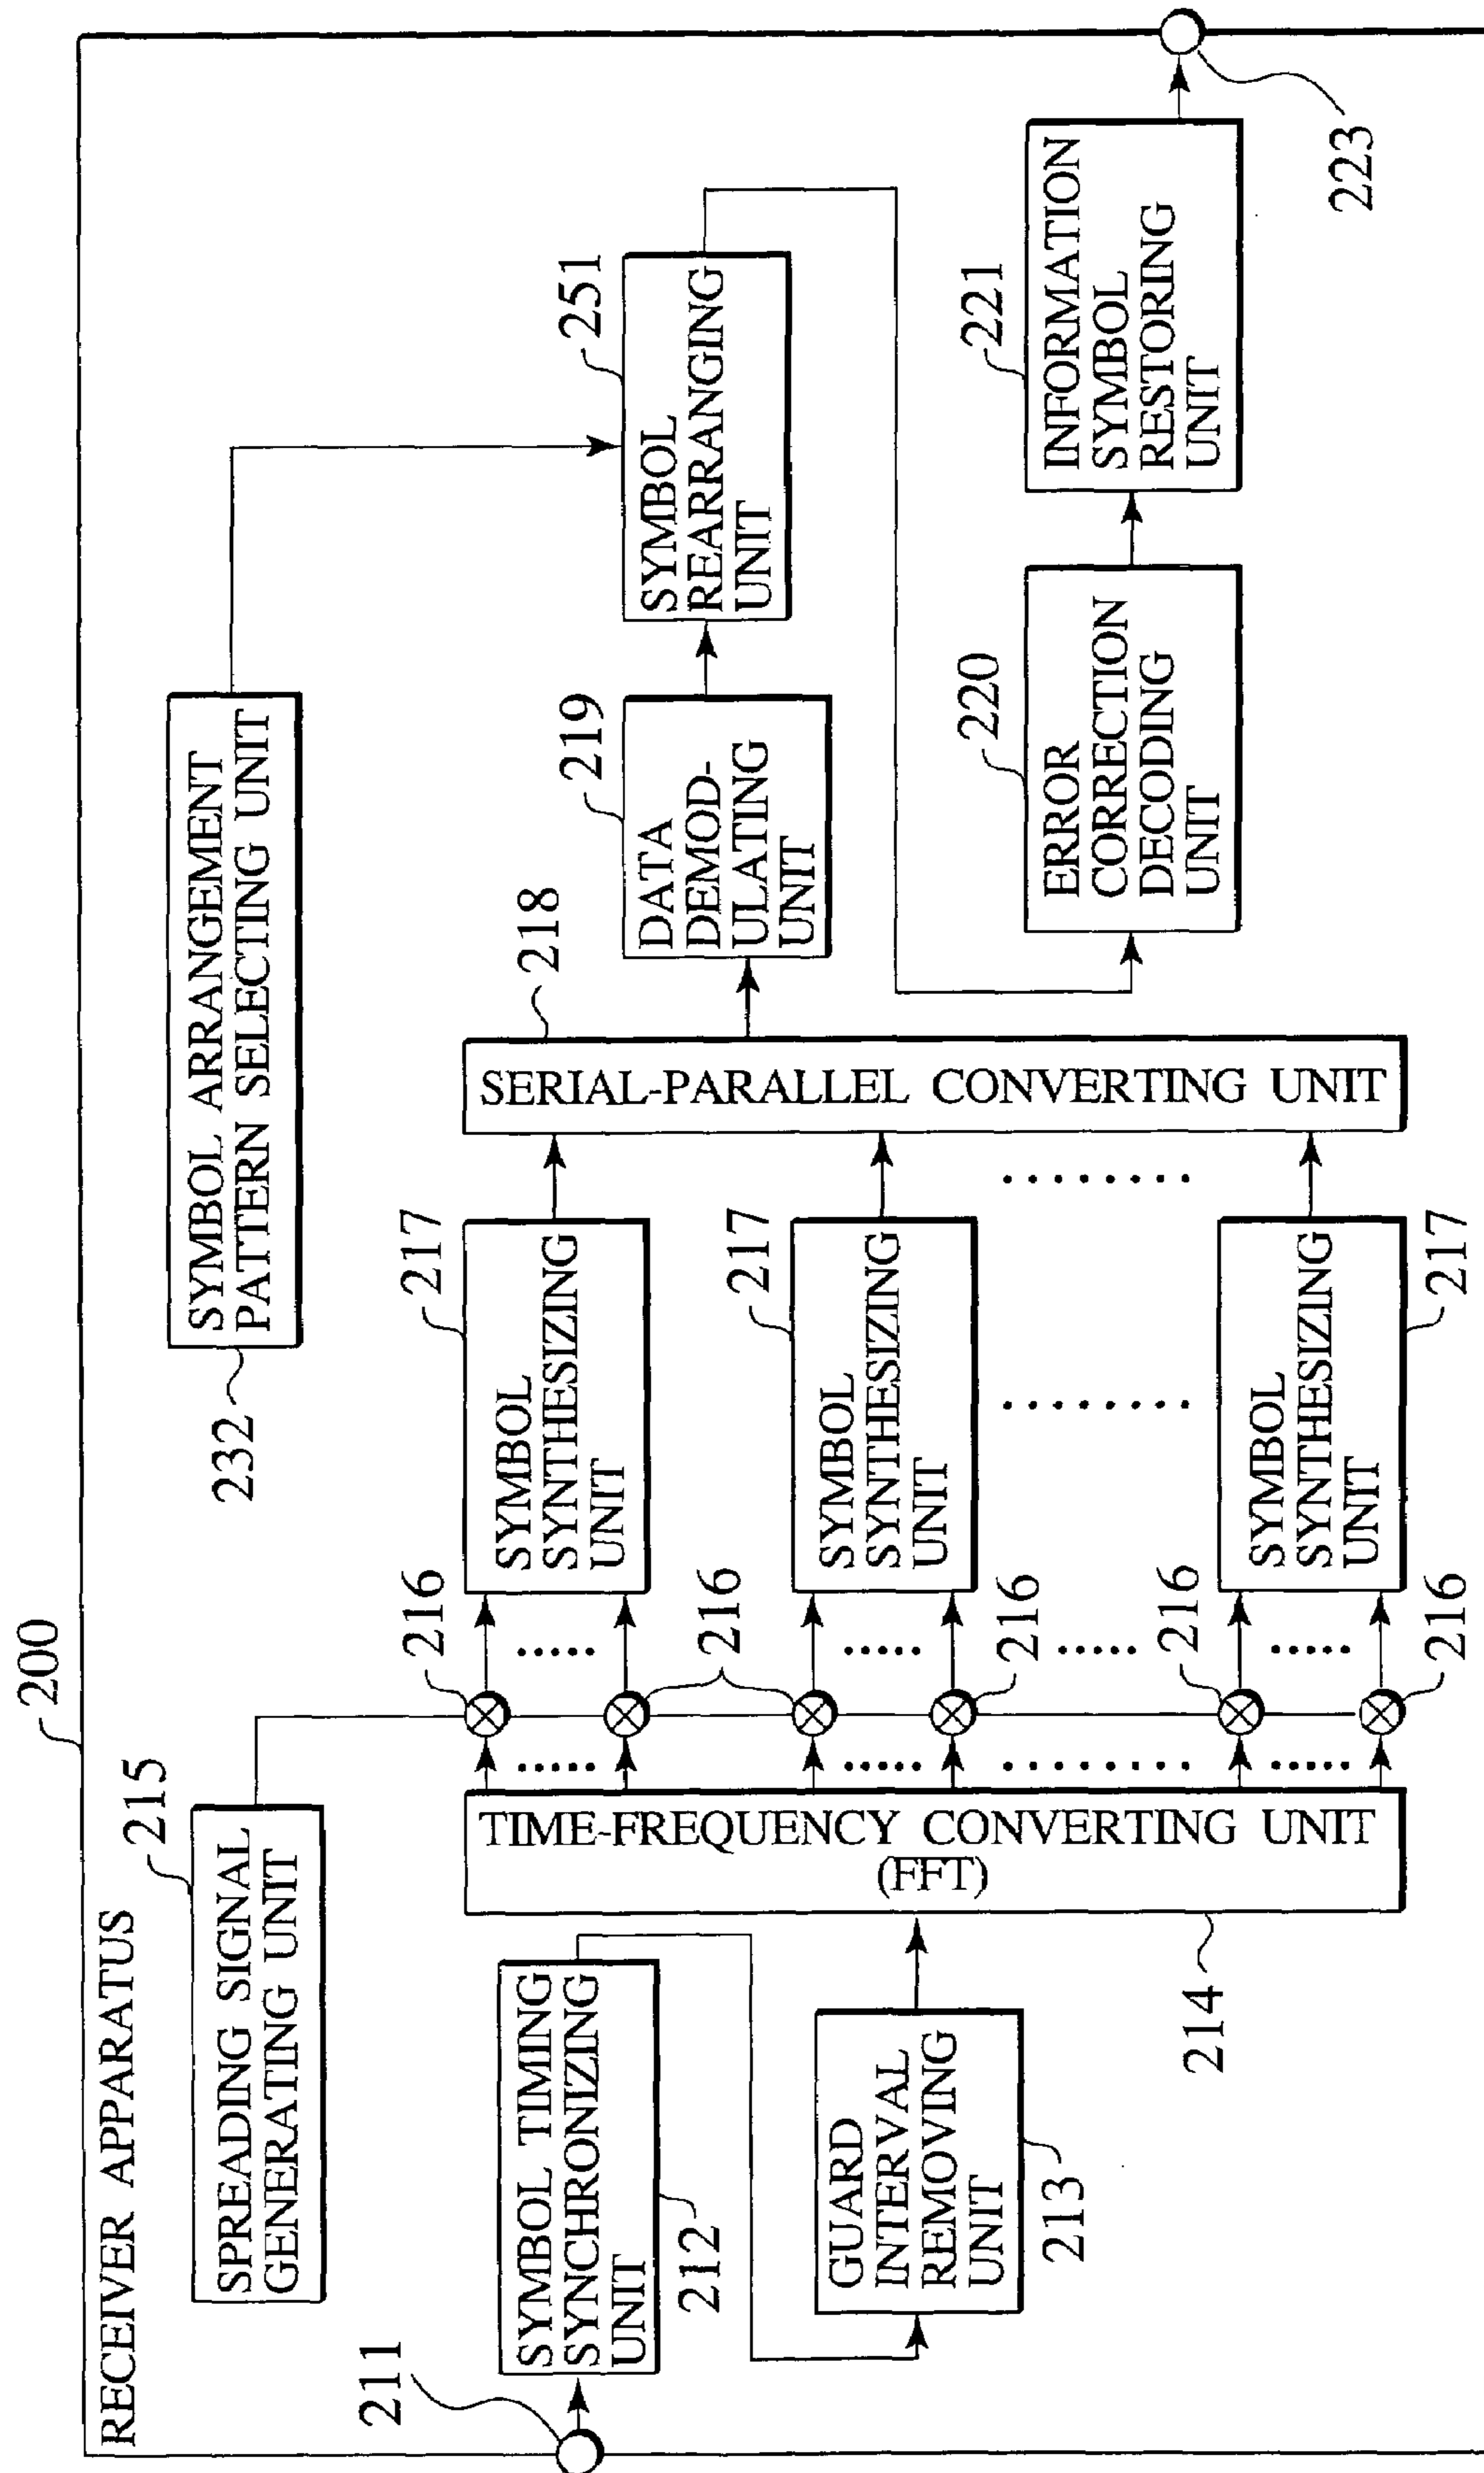 200
RECEIVER APPARATUS
SPREADING SIGNAL
GENERATING UNIT
215
SYMBOL ARRANGEMENT
PATTERN SELECTING UNIT
232
211
SYMBOL TIMING
SYNCHRONIZING
UNIT
212
GUARD
INTERVAL
REMOVING
UNIT
213
TIME-FREQUENCY CONVERTING UNIT
(FFT)
214
216
216
216
216
216
SYMBOL
SYNTHESIZING
UNIT
217
SYMBOL
SYNTHESIZING
UNIT
217
SYMBOL
SYNTHESIZING
UNIT
217
SERIAL-PARALLEL CONVERTING UNIT
218
DATA
DEMOD-
ULATING
UNIT
219
SYMBOL
REARRANGING
UNIT
251
ERROR
CORRECTION
DECODING
UNIT
220
INFORMATION
SYMBOL
RESTORING
UNIT
221
223